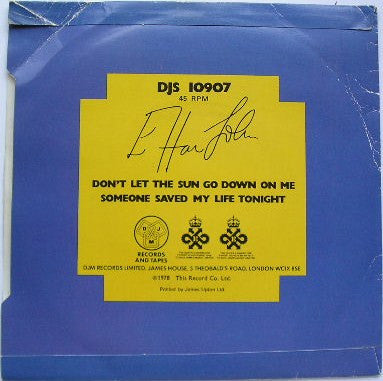 DJS 10907
45 RPM
Elton John
DON'T LET THE SUN GO DOWN ON ME
SOMEONE SAVED MY LIFE TONIGHT
D J
M
RECORDS
AND TAPES
DJM RECORDS LIMITED, JAMES HOUSE, 5 THEOBALD'S ROAD, LONDON WC1X 8SE
℗1978 This Record Co. Ltd.
Printed by James Upton Ltd.